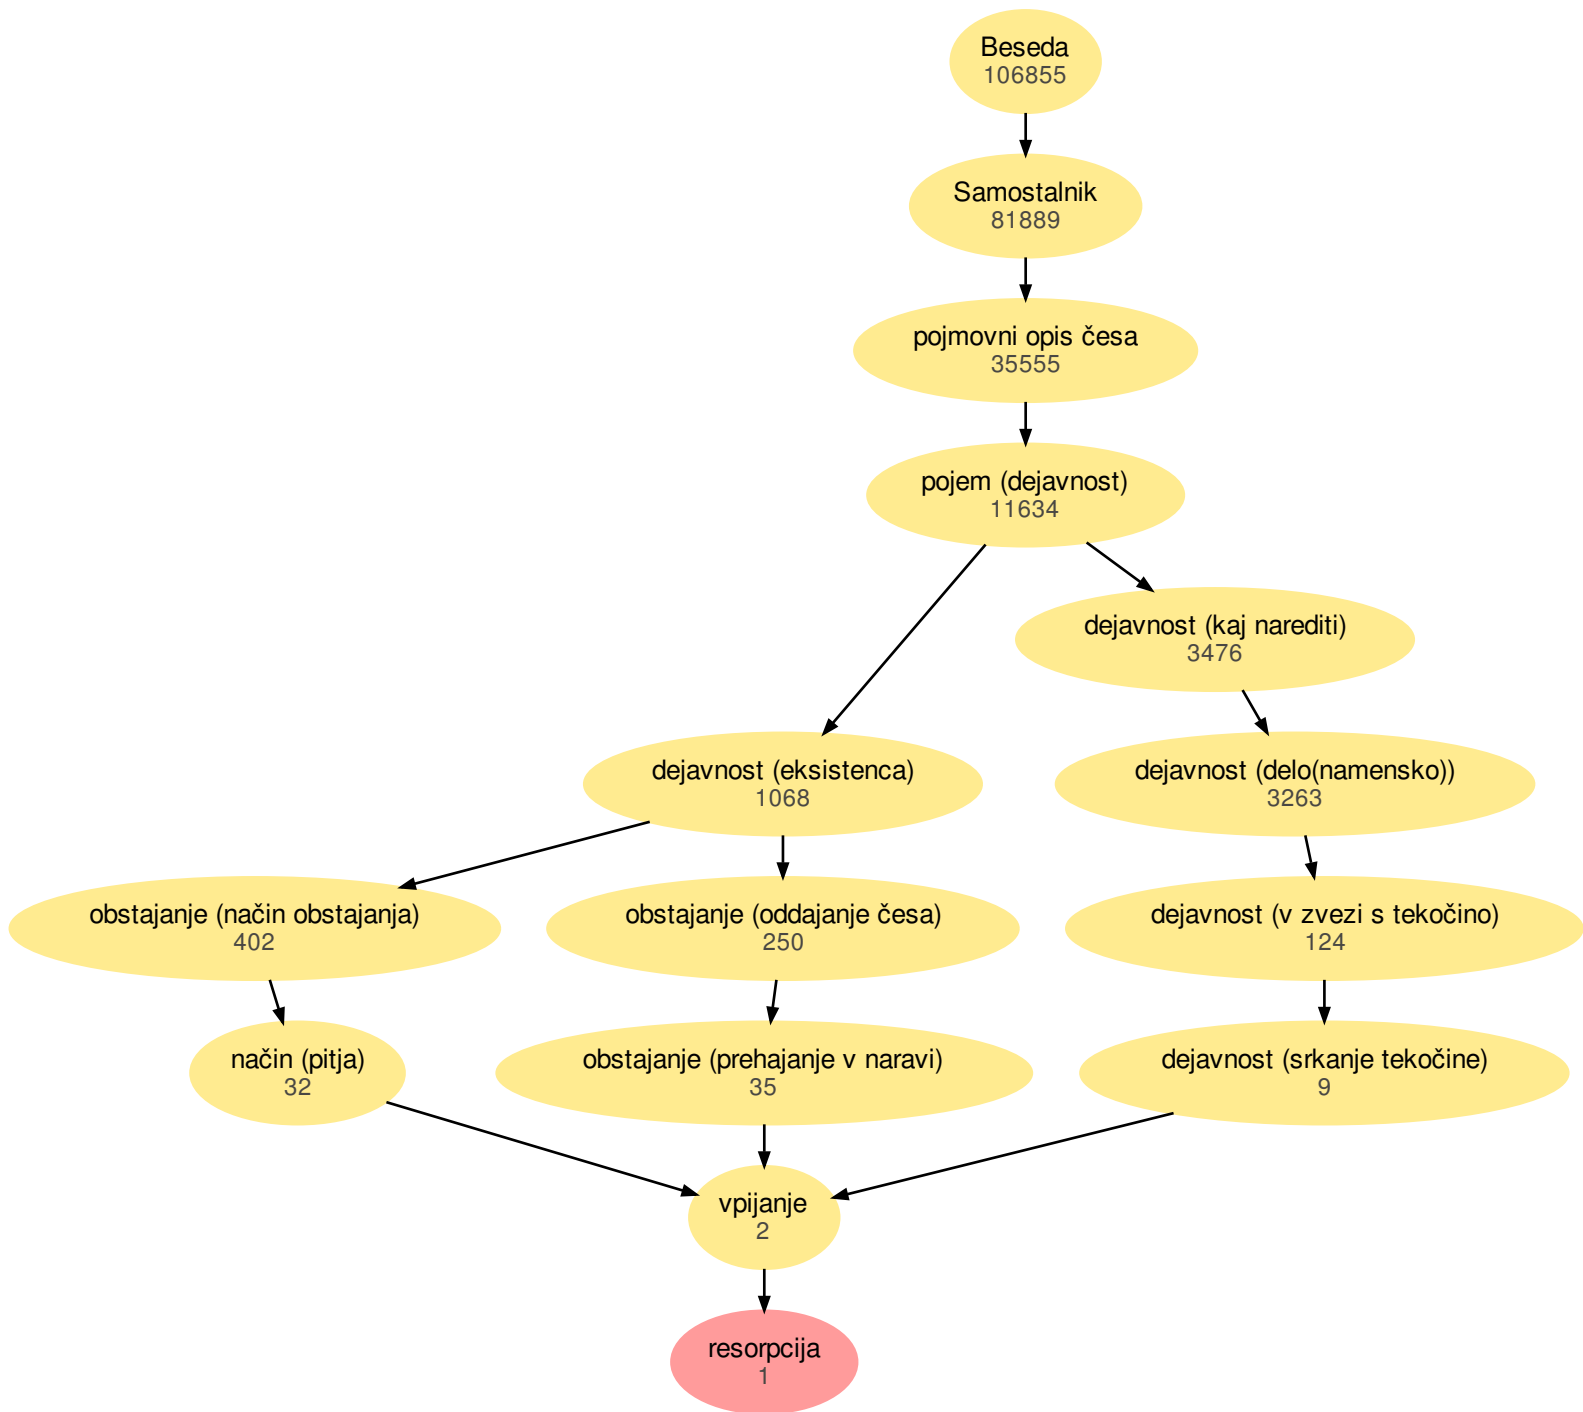 Beseda
106855
Samostalnik
81889
pojmovni opis česa
35555
pojem (dejavnost)
11634
dejavnost (kaj narediti)
3476
dejavnost (eksistenca)
1068
dejavnost (delo(namensko))
3263
obstajanje (način obstajanja)
402
obstajanje (oddajanje česa)
250
dejavnost (v zvezi s tekočino)
124
način (pitja)
32
obstajanje (prehajanje v naravi)
35
dejavnost (srkanje tekočine)
9
vpijanje
2
resorpcija
1